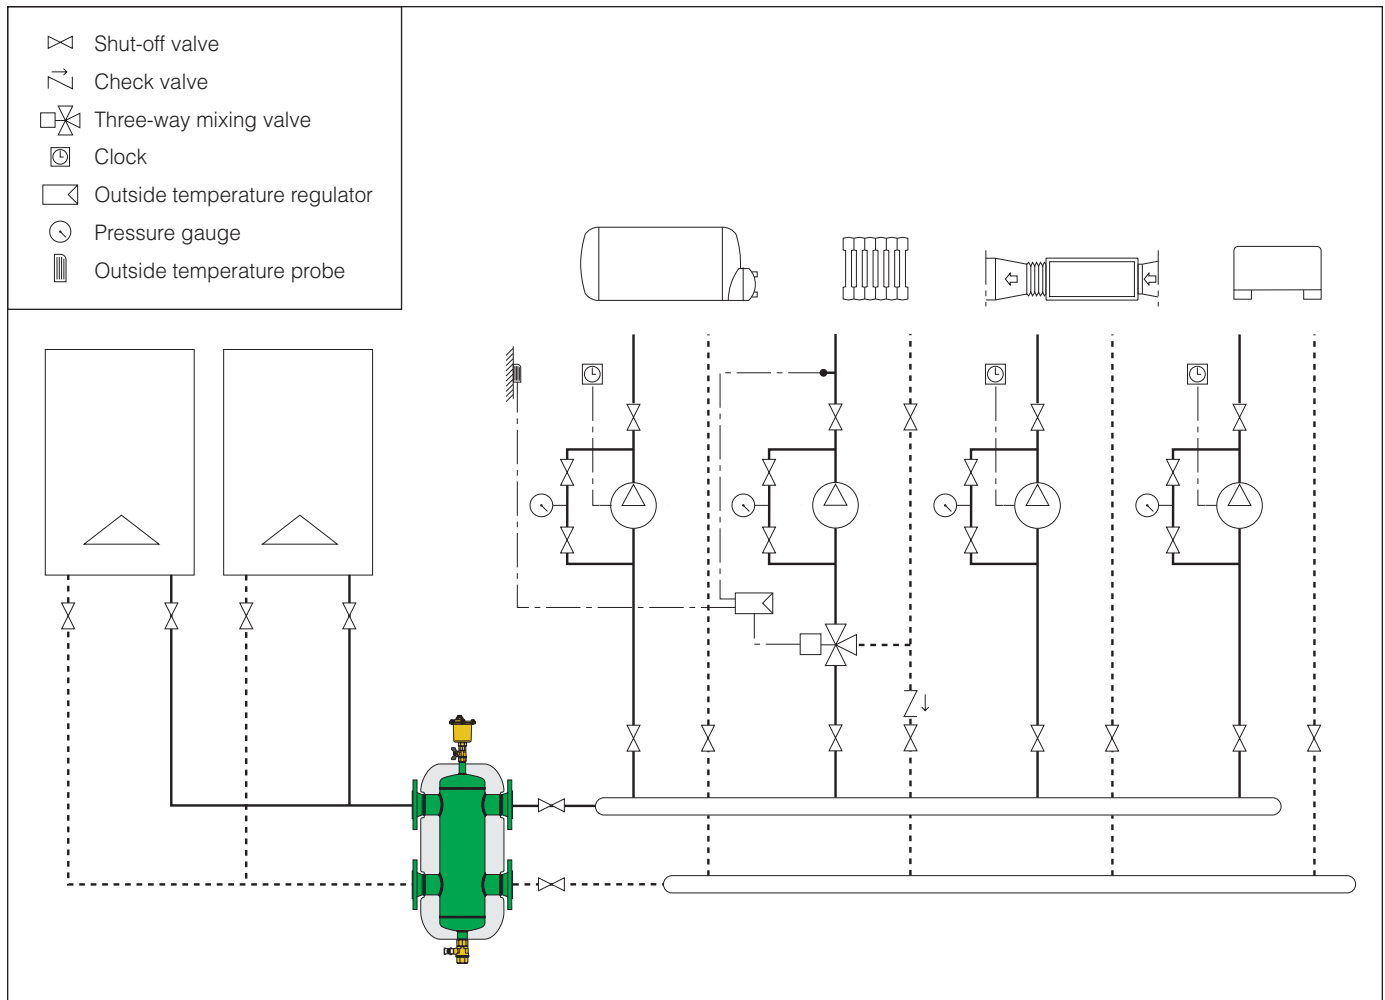 Shut-off valve
Check valve
Three-way mixing valve
Clock
Outside temperature regulator
Pressure gauge
Outside temperature probe